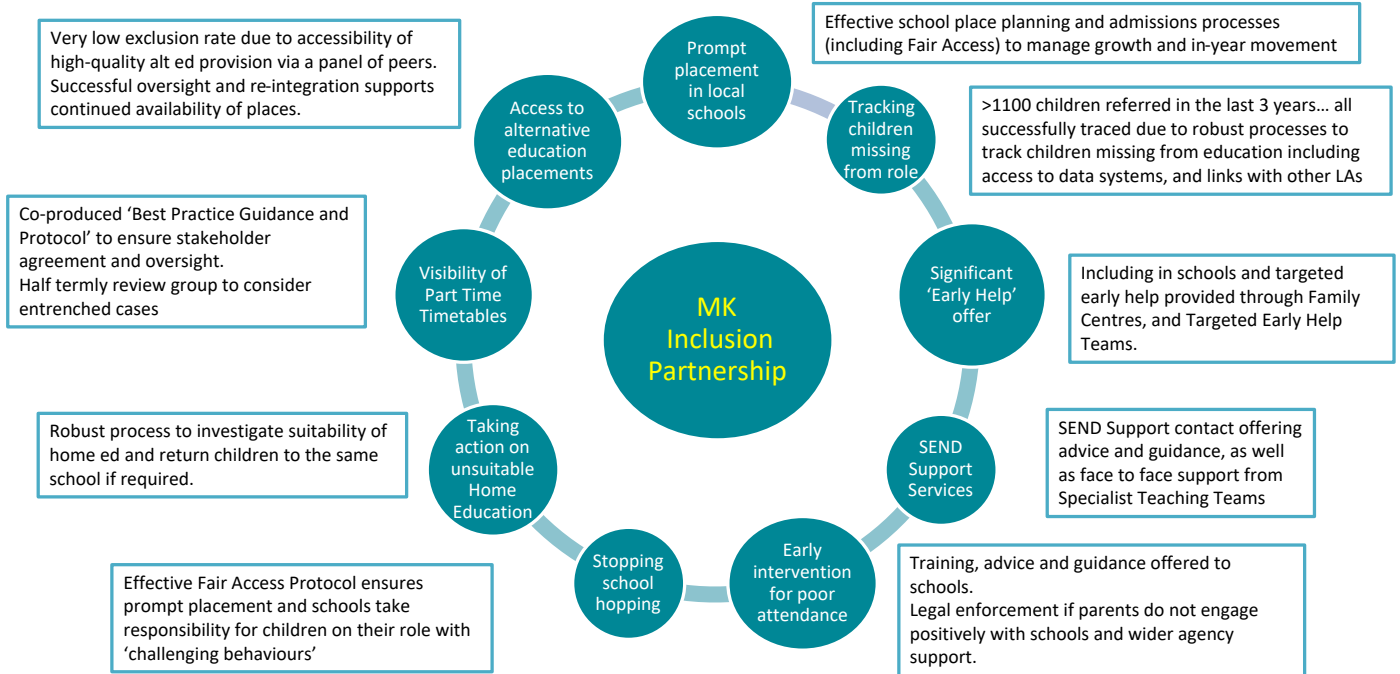 Very low exclusion rate due to accessibility of
high-quality alt ed provision via a panel of peers.
Successful oversight and re-integration supports
continued availability of places.
Prompt
placement
in local
schools
Effective school place planning and admissions processes
(including Fair Access) to manage growth and in-year movement
Access to
alternative
education
placements
Tracking
children
missing
from role
>1100 children referred in the last 3 years... all
successfully traced due to robust processes to
track children missing from education including
access to data systems, and links with other LAs
Co-produced ‘Best Practice Guidance and
Protocol’ to ensure stakeholder
agreement and oversight.
Half termly review group to consider
entrenched cases
Visibility of
Part Time
Timetables
MK
Inclusion
Partnership
Significant
‘Early Help’
offer
Including in schools and targeted
early help provided through Family
Centres, and Targeted Early Help
Teams.
Robust process to investigate suitability of
home ed and return children to the same
school if required.
Taking
action on
unsuitable
Home
Education
SEND
Support
Services
SEND Support contact offering
advice and guidance, as well
as face to face support from
Specialist Teaching Teams
Effective Fair Access Protocol ensures
prompt placement and schools take
responsibility for children on their role with
‘challenging behaviours’
Stopping
school
hopping
Early
intervention
for poor
attendance
Training, advice and guidance offered to
schools.
Legal enforcement if parents do not engage
positively with schools and wider agency
support.